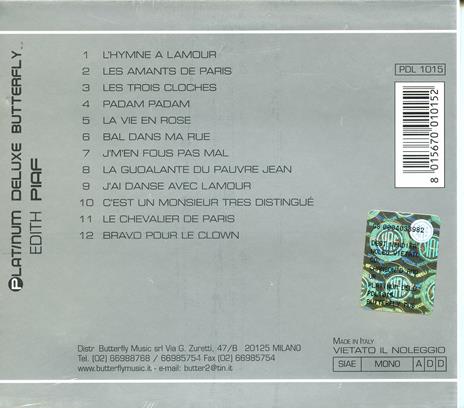 PLATINUM DELUXE BUTTERFLY
EDITH PIAF
1 L'HYMNE A LAMOUR
2 LES AMANTS DE PARIS
3 LES TROIS CLOCHES
4 PADAM PADAM
5 LA VIE EN ROSE
6 BAL DANS MA RUE
7 J'M'EN FOUS PAS MAL
8 LA GUOALANTE DU PAUVRE JEAN
9 J'AI DANSE AVEC LAMOUR
10 C'EST UN MONSIEUR TRES DISTINGUÉ
11 LE CHEVALIER DE PARIS
12 BRAVO POUR LE CLOWN
PDL 1015
8 015670 010152
Distr. Butterfly Music srl Via G. Zuretti, 47/B 20125 MILANO
Tel. (02) 66988768 / 66985754-1 Fax (02) 66985754
www.butterflymusic.it - e-mail: butter2@tin.it
MADE IN ITALY
VIETATO IL NOLEGGIO
SIAE MONO A D D